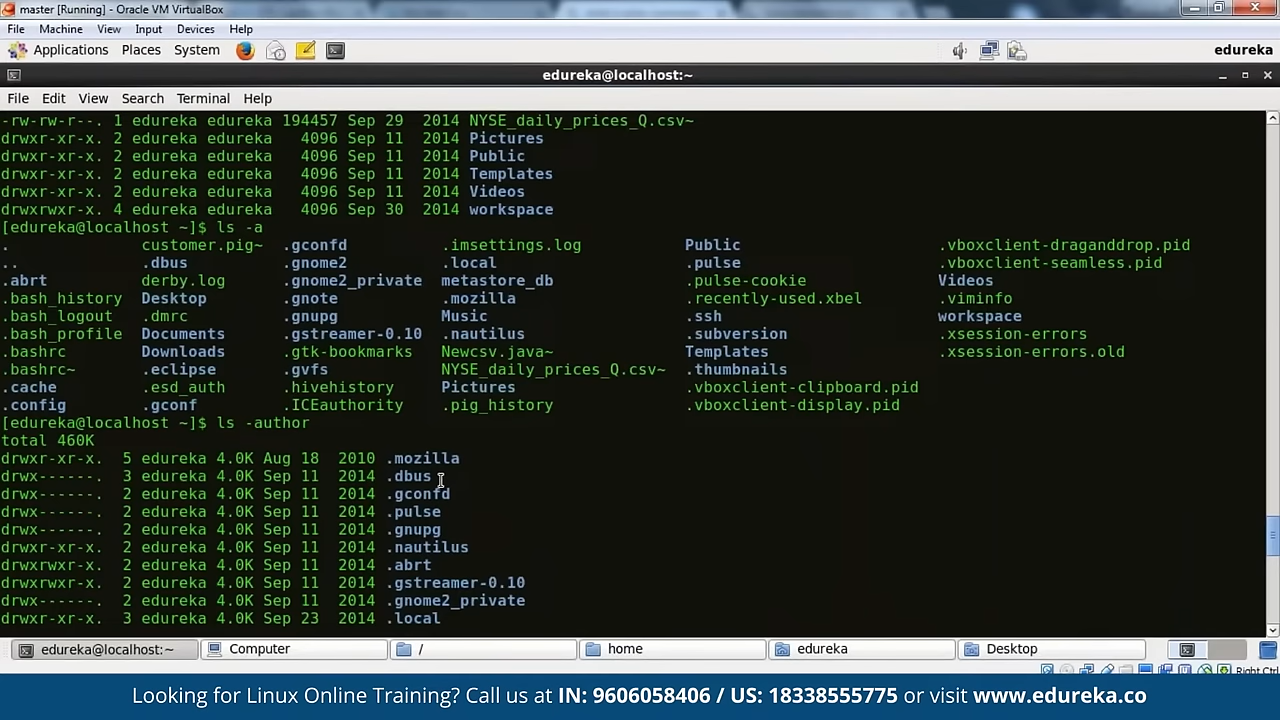 master [Running] - Oracle VM VirtualBox
File Machine View Input Devices Help
Applications Places System edureka
edureka@localhost:~
File Edit View Search Terminal Help
-rw-rw-r--. 1 edureka edureka 194457 Sep 29 2014 NYSE_daily_prices_Q.csv~
drwxr-xr-x. 2 edureka edureka 4096 Sep 11 2014 Pictures
drwxr-xr-x. 2 edureka edureka 4096 Sep 11 2014 Public
drwxr-xr-x. 2 edureka edureka 4096 Sep 11 2014 Templates
drwxr-xr-x. 2 edureka edureka 4096 Sep 11 2014 Videos
drwxrwxr-x. 4 edureka edureka 4096 Sep 30 2014 workspace
[edureka@localhost ~]$ ls -a
. customer.pig~ .gconfd .imsettings.log Public .vboxclient-draganddrop.pid
.. .dbus .gnome2 .local .pulse .vboxclient-seamless.pid
.abrt derby.log .gnome2_private metastore_db .pulse-cookie Videos
.bash_history Desktop .gnote .mozilla .recently-used.xbel .viminfo
.bash_logout .dmrc .gnupg Music .ssh workspace
.bash_profile Documents .gstreamer-0.10 .nautilus .subversion .xsession-errors
.bashrc Downloads .gtk-bookmarks Newcsv.java~ Templates .xsession-errors.old
.bashrc~ .eclipse .gvfs NYSE_daily_prices_Q.csv~ .thumbnails
.cache .esd_auth .hivehistory Pictures .vboxclient-clipboard.pid
.config .gconf .ICEauthority .pig_history .vboxclient-display.pid
[edureka@localhost ~]$ ls -author
total 460K
drwxr-xr-x. 5 edureka 4.0K Aug 18 2010 .mozilla
drwx------. 3 edureka 4.0K Sep 11 2014 .dbus
drwx------. 2 edureka 4.0K Sep 11 2014 .gconfd
drwx------. 2 edureka 4.0K Sep 11 2014 .pulse
drwx------. 2 edureka 4.0K Sep 11 2014 .gnupg
drwxr-xr-x. 2 edureka 4.0K Sep 11 2014 .nautilus
drwxrwxr-x. 2 edureka 4.0K Sep 11 2014 .abrt
drwxrwxr-x. 2 edureka 4.0K Sep 11 2014 .gstreamer-0.10
drwx------. 2 edureka 4.0K Sep 11 2014 .gnome2_private
drwxr-xr-x. 3 edureka 4.0K Sep 23 2014 .local
edureka@localhost:~ Computer / home edureka Desktop
Right Ctrl
Looking for Linux Online Training? Call us at IN: 9606058406 / US: 18338555775 or visit www.edureka.co